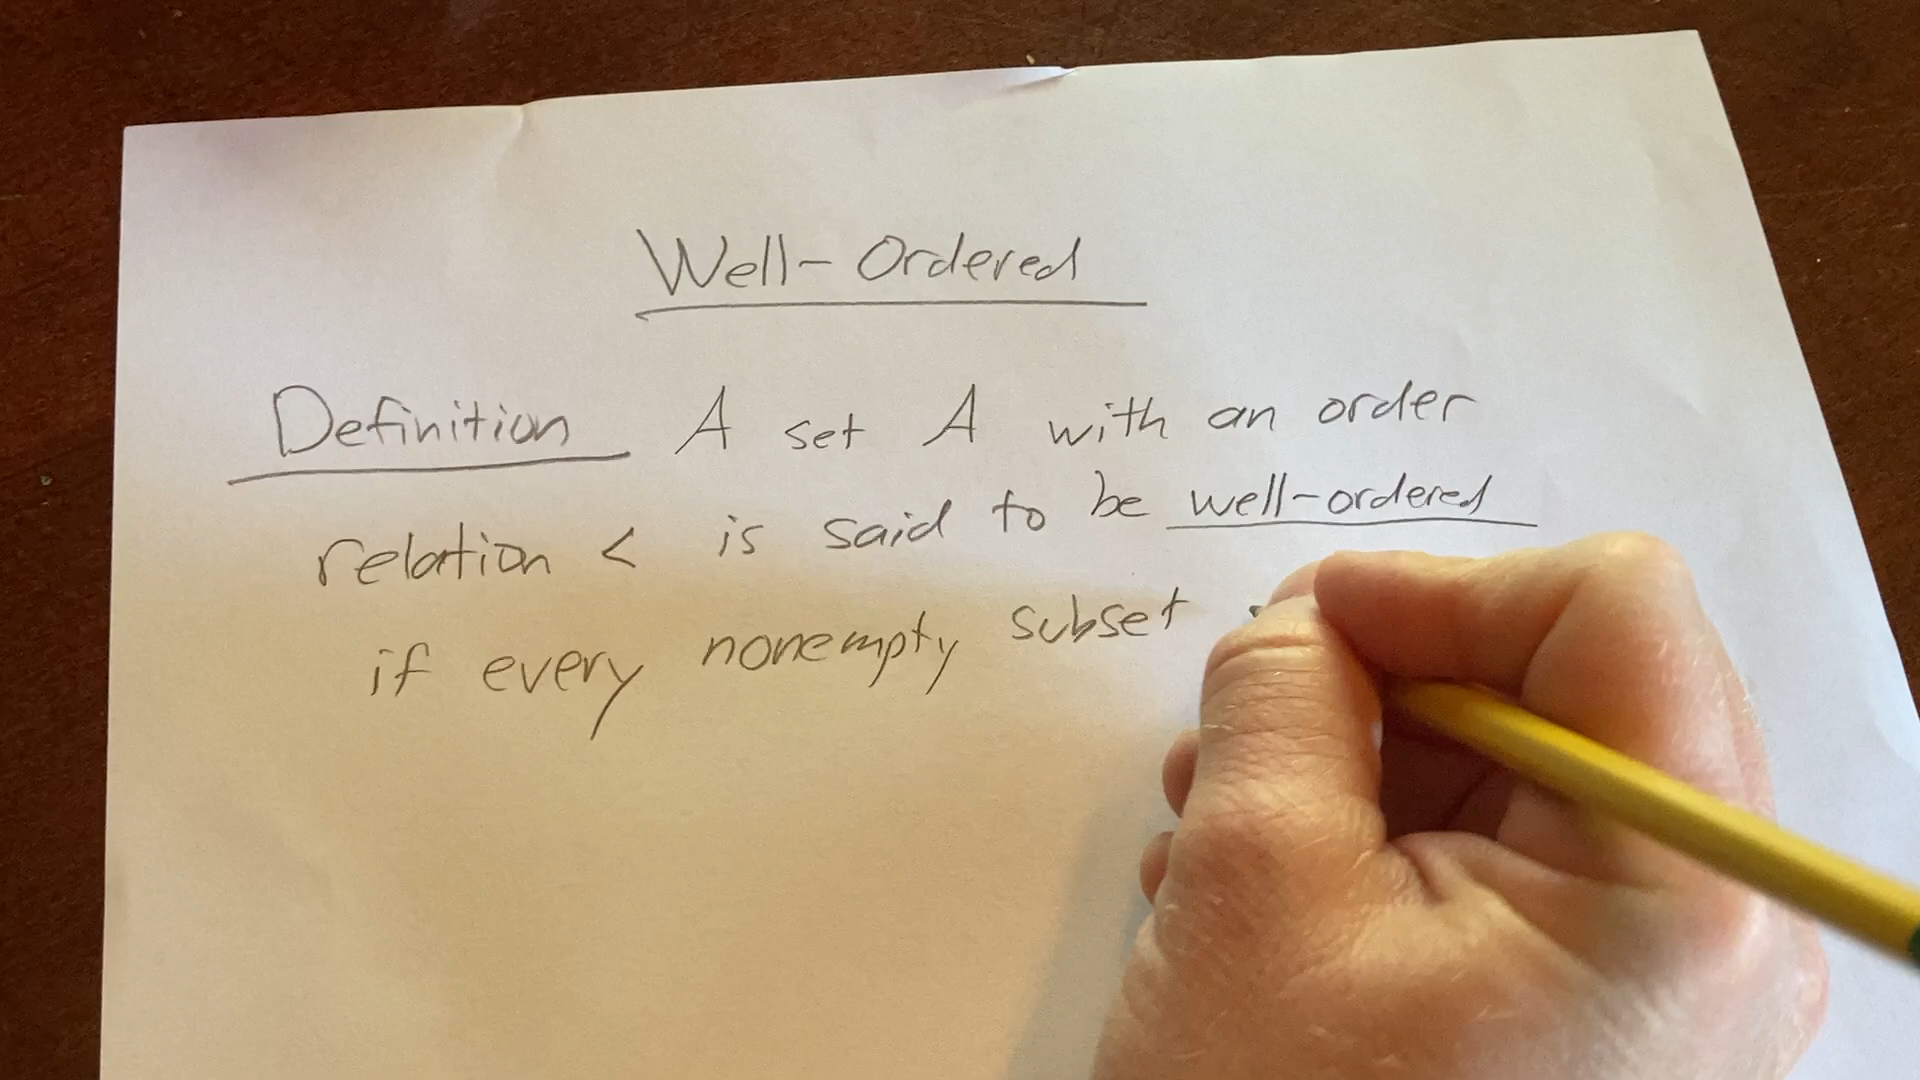 Well-Ordered
Definition A set A with an order
relation < is said to be well-ordered
if every nonempty subset